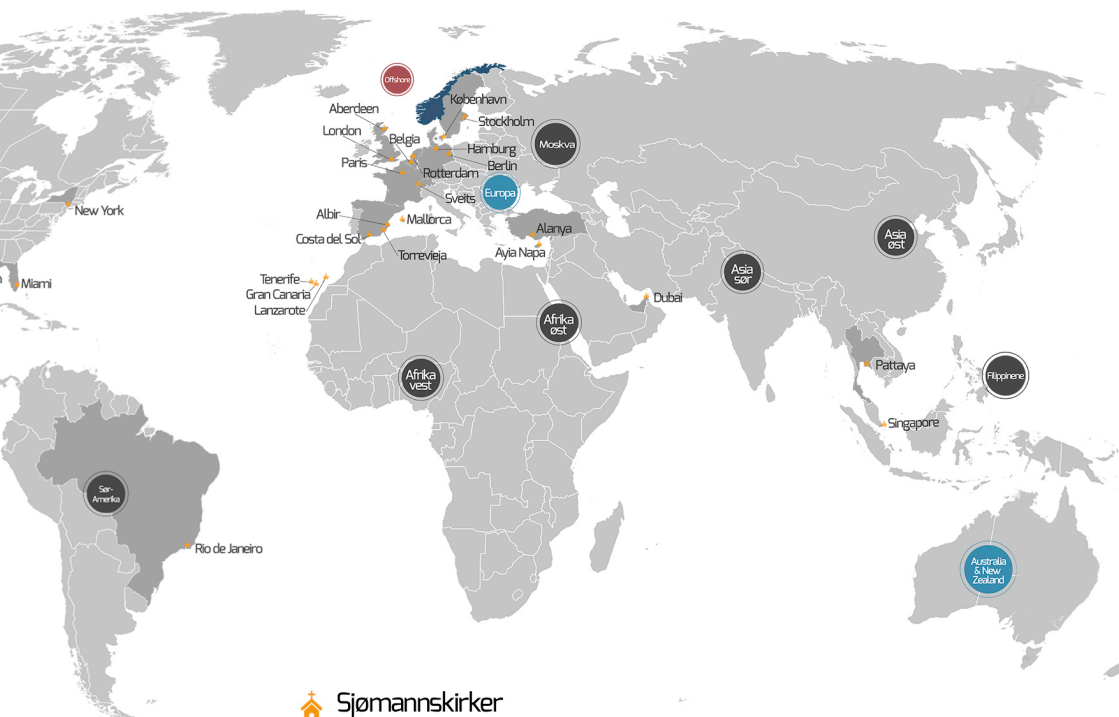 Offshore
København
Aberdeen
Stockholm
London
Belgia
Moskva
Hamburg
Paris
Berlin
Rotterdam
Europa
Sveits
New York
Albir
Mallorca
Alanya
Costa del Sol
Asia
øst
Torrevieja
Ayia Napa
Asia
sør
Tenerife
Miami
Gran Canaria
Dubai
Lanzarote
Afrika
øst
Pattaya
Afrika
vest
Filippinene
Singapore
Sør-
Amerika
Rio de Janeiro
Australia
& New
Zealand
Sjømannskirker